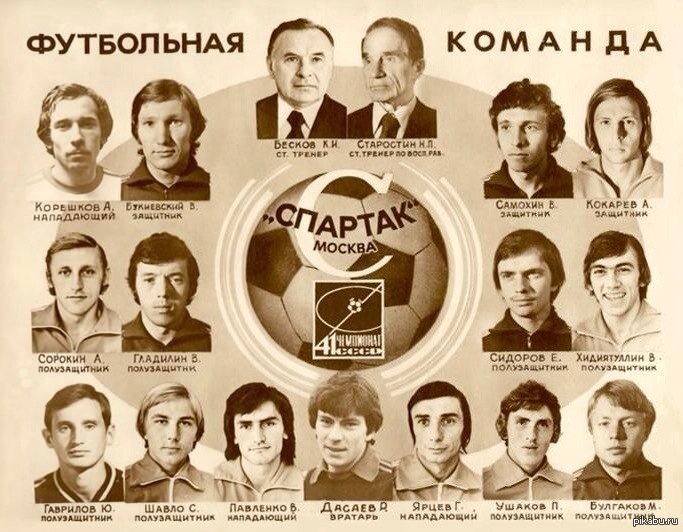 ФУТБОЛЬНАЯ КОМАНДА
БЕСКОВ К.И.
СТ. ТРЕНЕР
СТАРОСТИН Н.П.
СТ. ТРЕНЕР ПО ВОСП. РАБ.
КОРЕШКОВ А.
НАПАДАЮЩИЙ
БУКИЕВСКИЙ В.
ЗАЩИТНИК
САМОХИН В.
ЗАЩИТНИК
КОКАРЕВ А.
ЗАЩИТНИК
С
„СПАРТАК“
МОСКВА
41 ЧЕМПИОНАТ
СССР
СОРОКИН А.
ПОЛУЗАЩИТНИК
ГЛАДИЛИН В.
ПОЛУЗАЩИТНИК
СИДОРОВ Е.
ПОЛУЗАЩИТНИК
ХИДИЯТУЛЛИН В.
ПОЛУЗАЩИТНИК
ГАВРИЛОВ Ю.
ПОЛУЗАЩИТНИК
ШАВЛО С.
ПОЛУЗАЩИТНИК
ПАВЛЕНКО В.
НАПАДАЮЩИЙ
ДАСАЕВ Р.
ВРАТАРЬ
ЯРЦЕВ Г.
НАПАДАЮЩИЙ
УШАКОВ П.
ПОЛУЗАЩИТНИК
БУЛГАКОВ М.
pikabu.ru